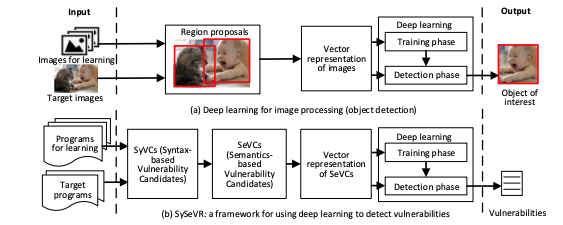 Input
Output
Images for learning
Target images
Region proposals
Vector
representation
of images
Deep learning
Training phase
Detection phase
Object of
interest
(a) Deep learning for image processing (object detection)
Programs
for learning
Target
programs
SyVCs (Syntax-
based
Vulnerability
Candidates)
SeVCs
(Semantics-
based
Vulnerability
Candidates)
Vector
representation
of SeVCs
Deep learning
Training phase
Detection phase
Vulnerabilities
(b) SySeVR: a framework for using deep learning to detect vulnerabilities